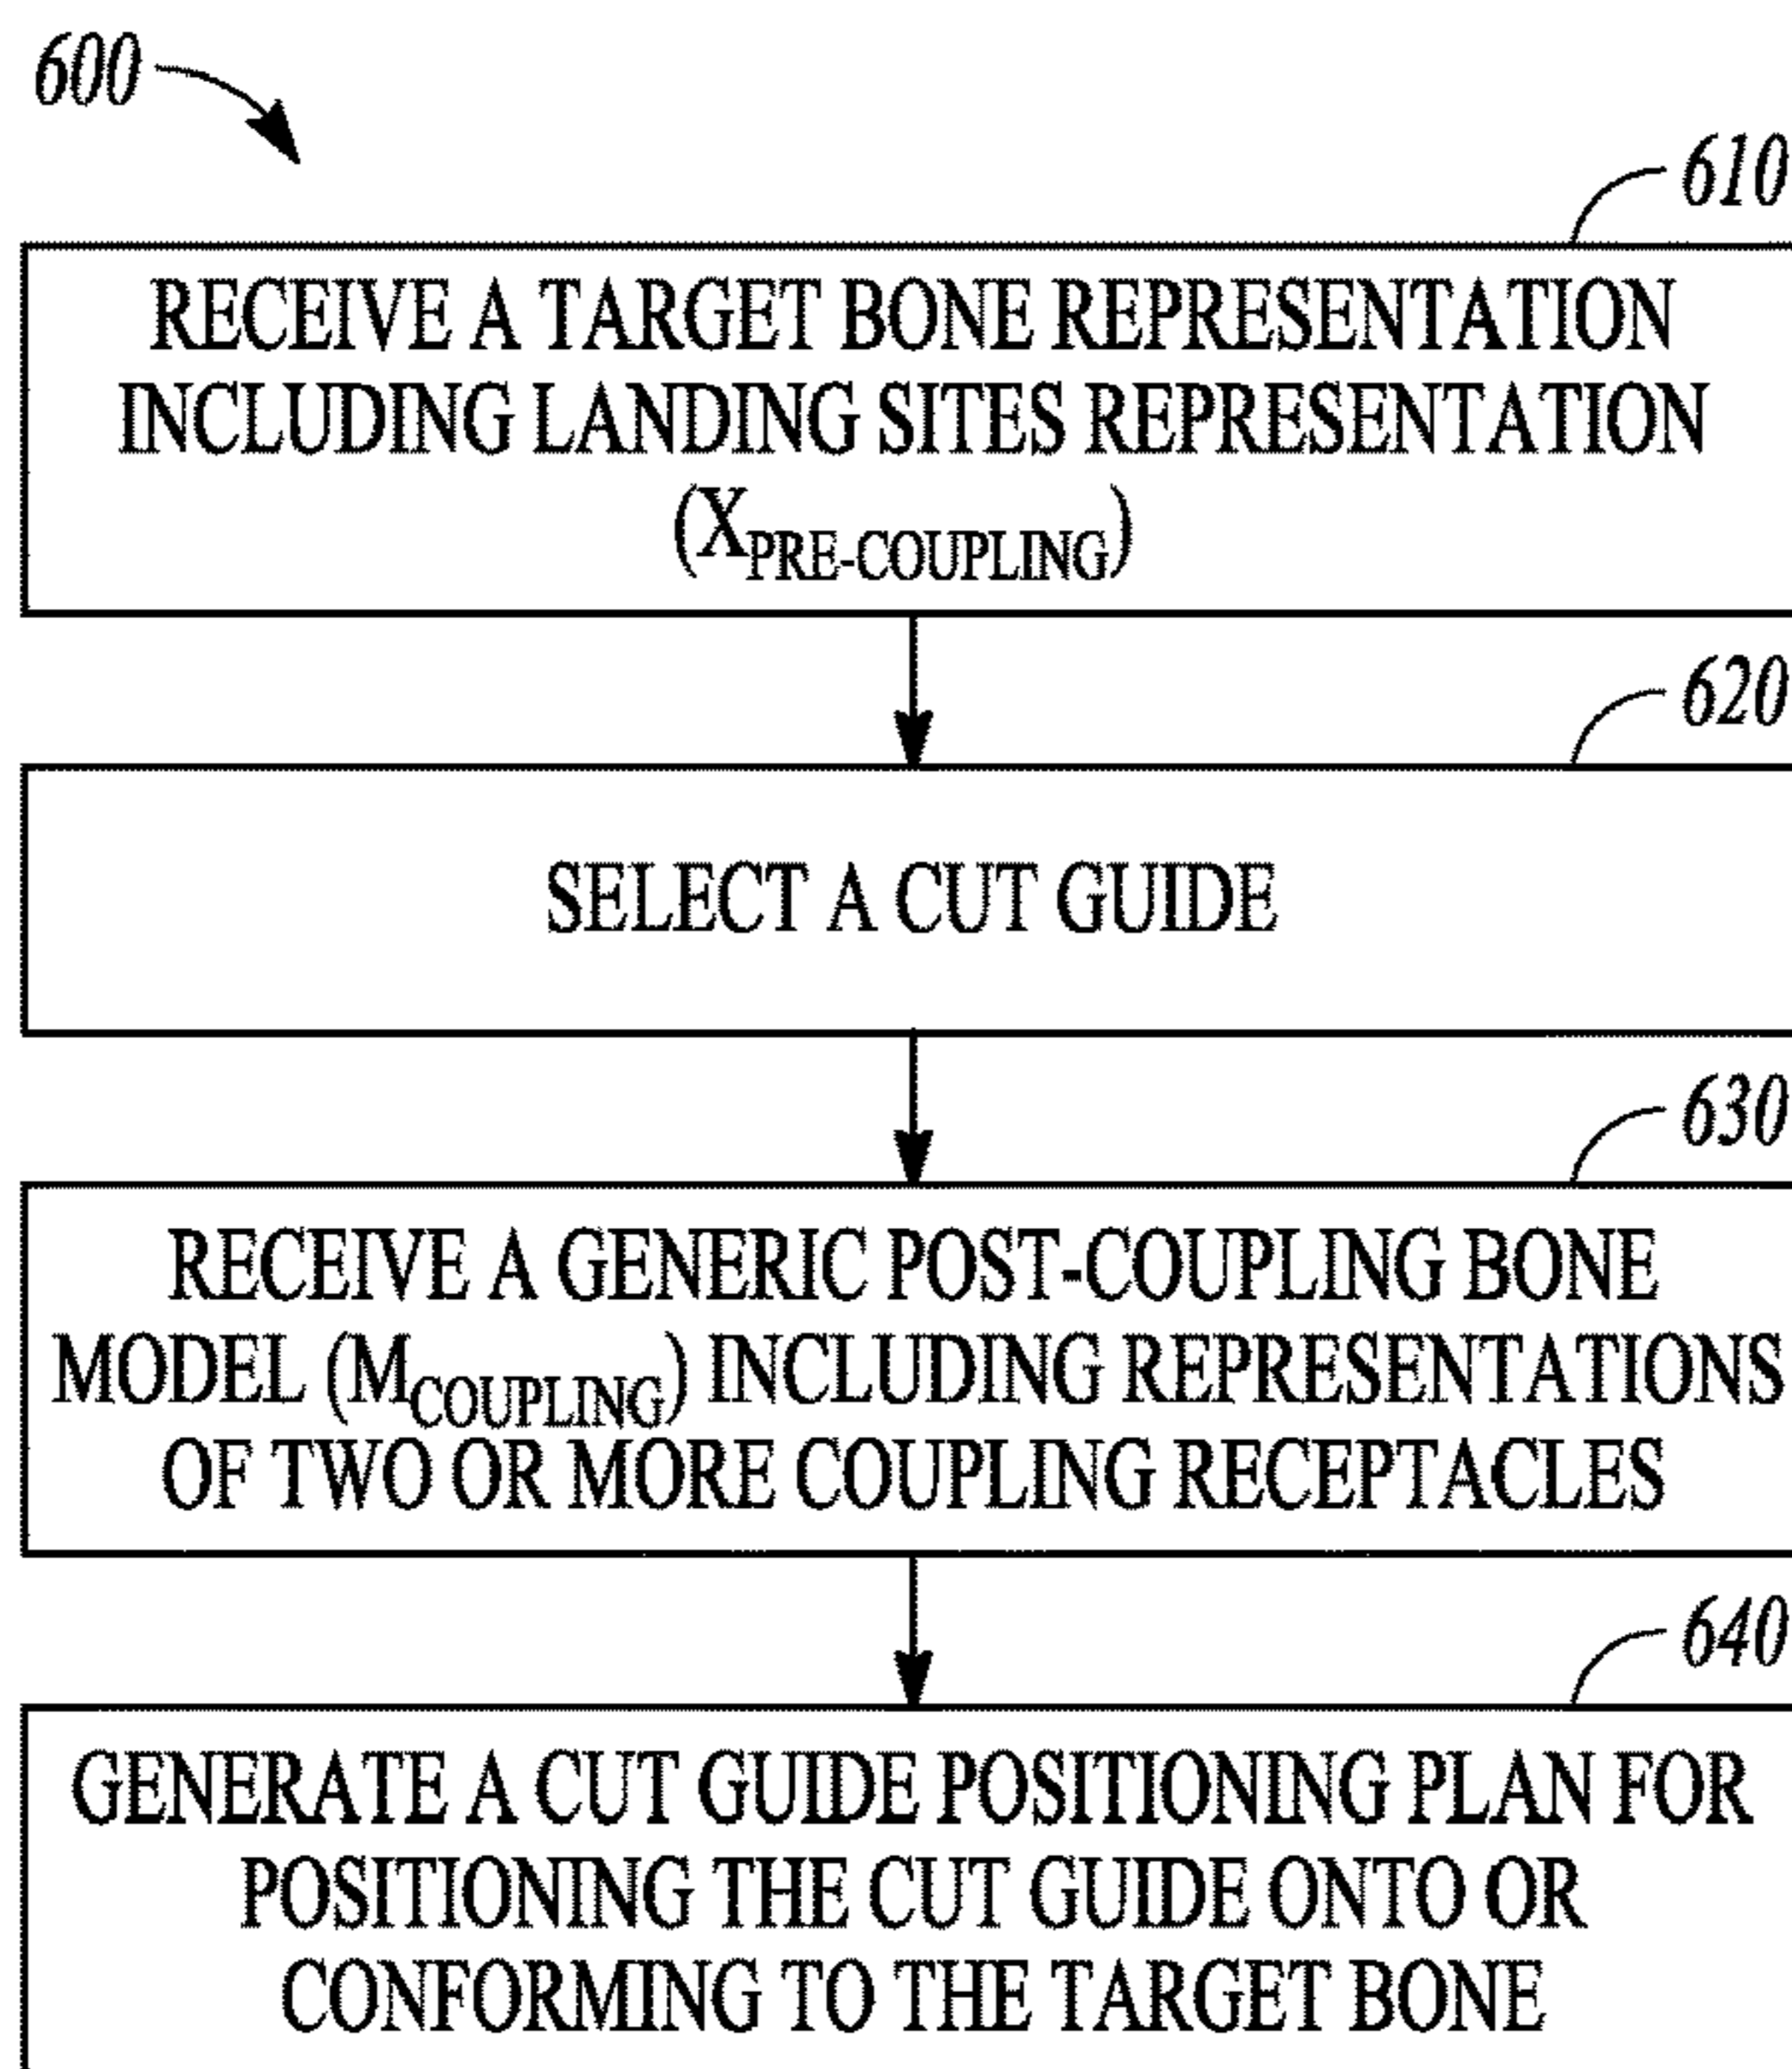 600
610
RECEIVE A TARGET BONE REPRESENTATION
INCLUDING LANDING SITES REPRESENTATION
(X_PRE-COUPLING)
620
SELECT A CUT GUIDE
630
RECEIVE A GENERIC POST-COUPLING BONE
MODEL (M_COUPLING) INCLUDING REPRESENTATIONS
OF TWO OR MORE COUPLING RECEPTACLES
640
GENERATE A CUT GUIDE POSITIONING PLAN FOR
POSITIONING THE CUT GUIDE ONTO OR
CONFORMING TO THE TARGET BONE